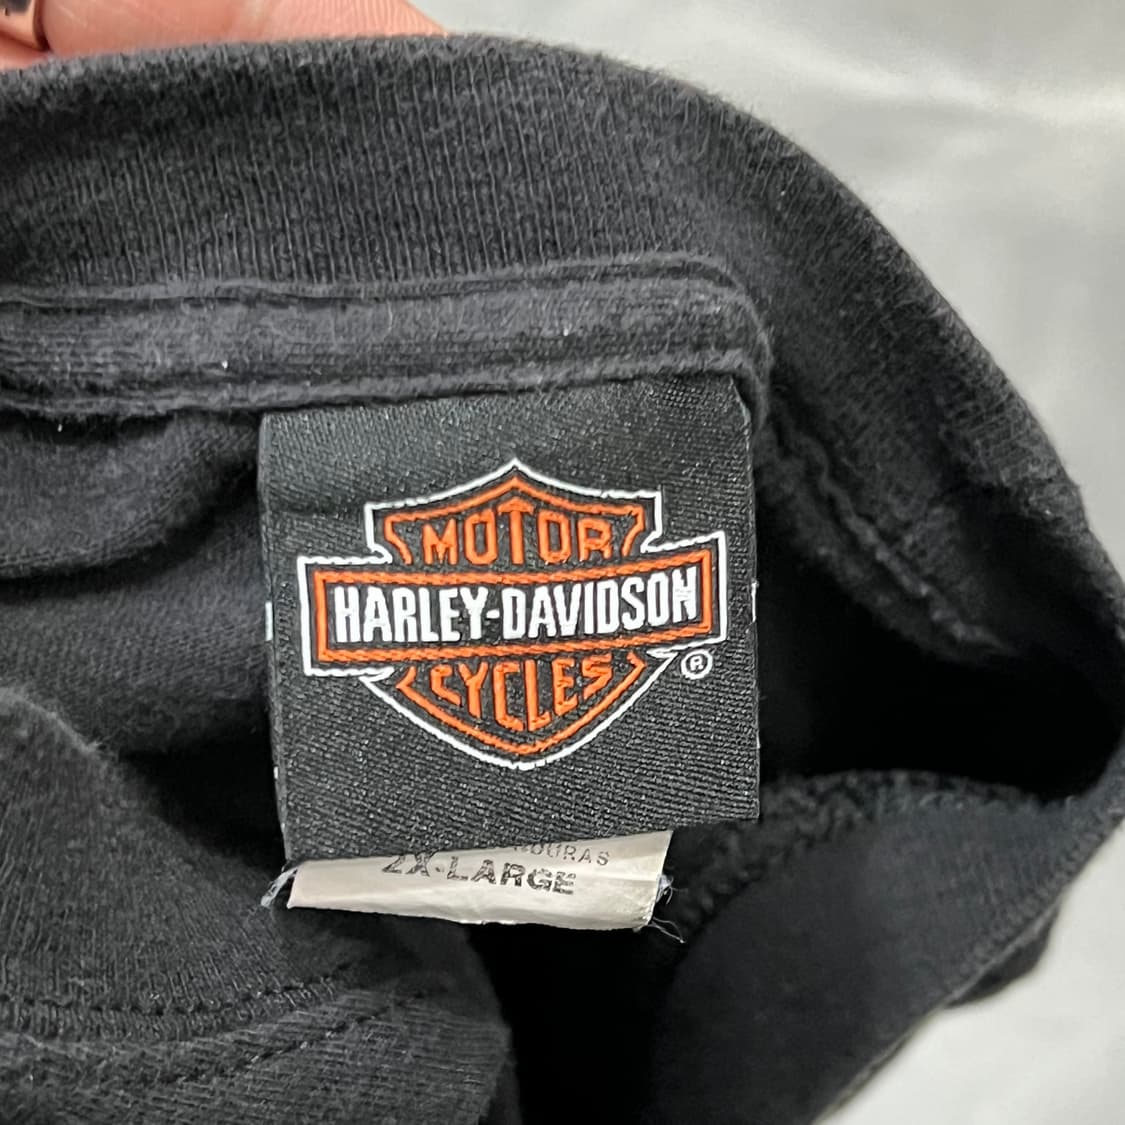 MOTOR
HARLEY-DAVIDSON
CYCLES
®
2X-LARGE